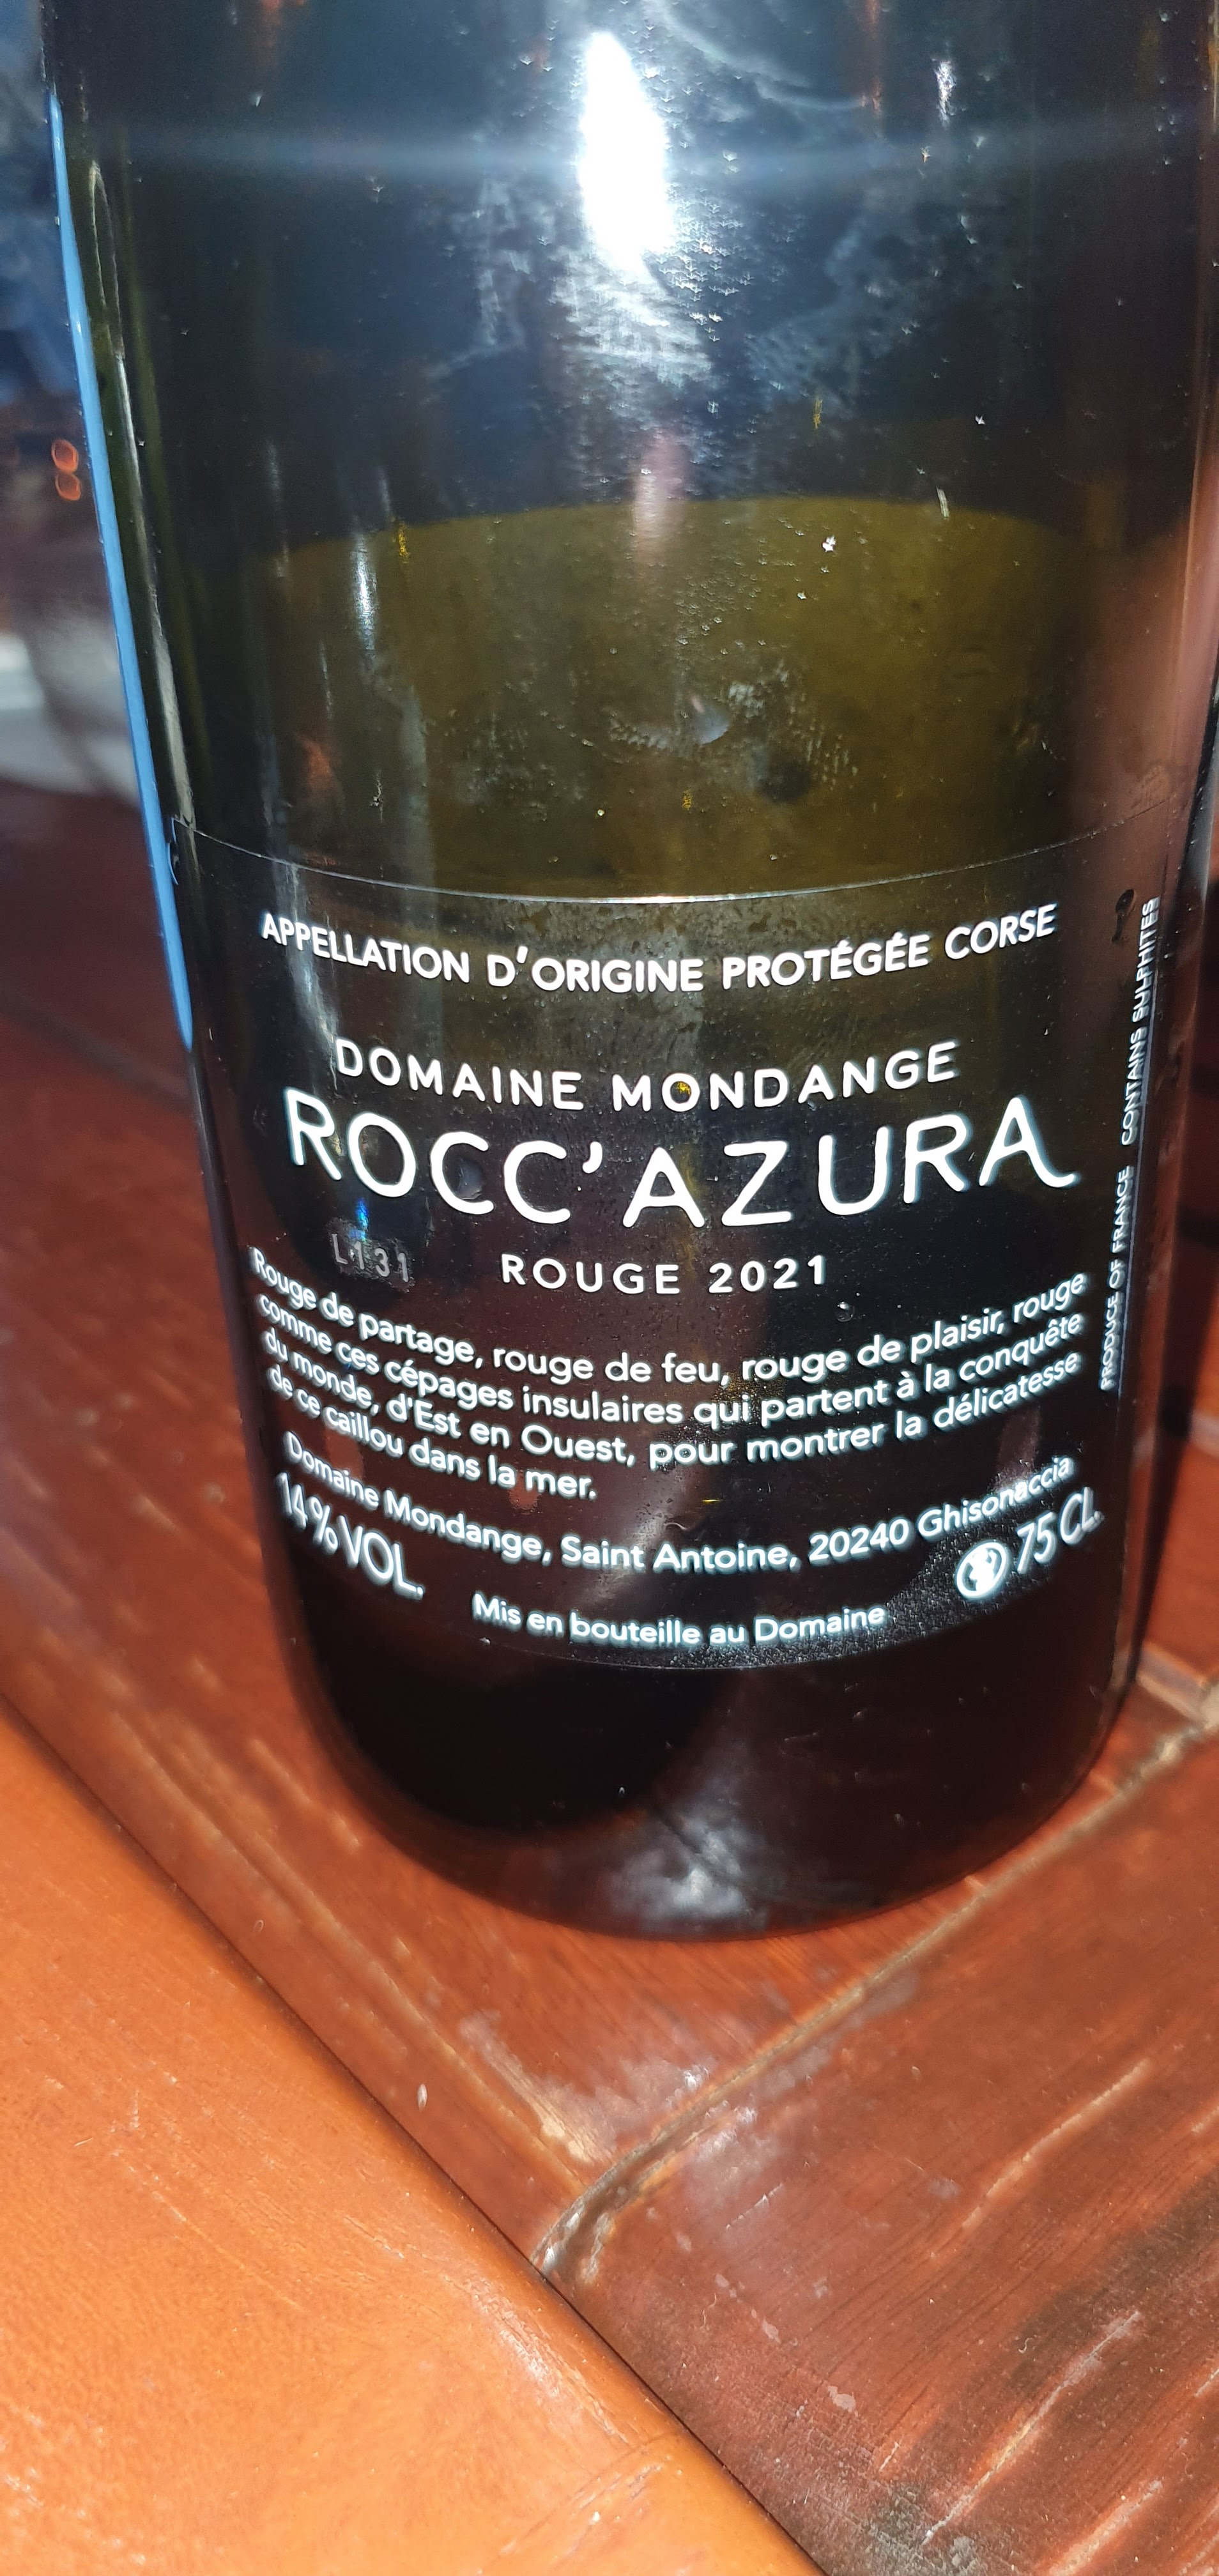 APPELLATION D'ORIGINE PROTÉGÉE CORSE
DOMAINE MONDANGE
ROCC'AZURA
L131
ROUGE 2021
Rouge de partage, rouge de feu, rouge de plaisir, rouge
comme ces cépages insulaires qui partent à la conquête
du monde, d'Est en Ouest, pour montrer la délicatesse
de ce caillou dans la mer.
Domaine Mondange, Saint Antoine, 20240 Ghisonaccia
14%VOL.
75CL
Mis en bouteille au Domaine
PRODUCE OF FRANCE CONTAINS SULPHITES